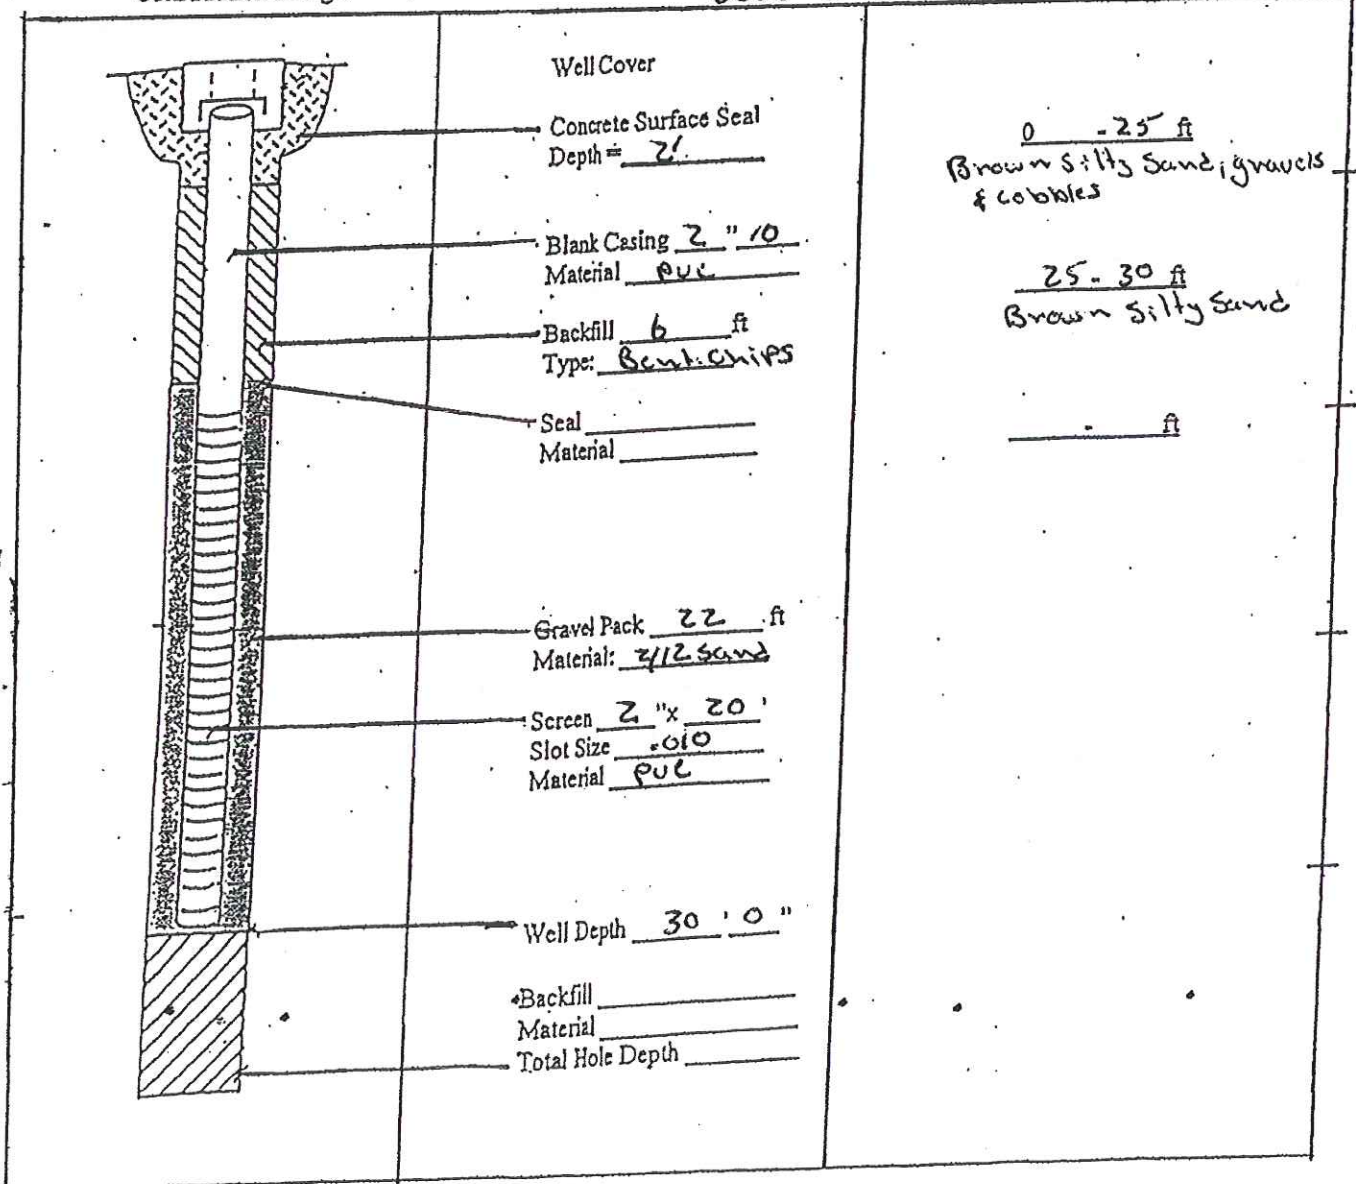 Well Cover
Concrete Surface Seal
Depth = 2'
Blank Casing 2 " 10
Material PVC
Backfill 6 ft
Type: Bent. Chips
Seal
Material
Gravel Pack 22 ft
Material: 2/12 Sand
Screen 2 "x 20 '
Slot Size .010
Material PVC
Well Depth 30 ' 0 "
Backfill
Material
Total Hole Depth
0 - 25 ft
Brown Silty Sand, gravels
& cobbles
25 - 30 ft
Brown Silty Sand
- ft